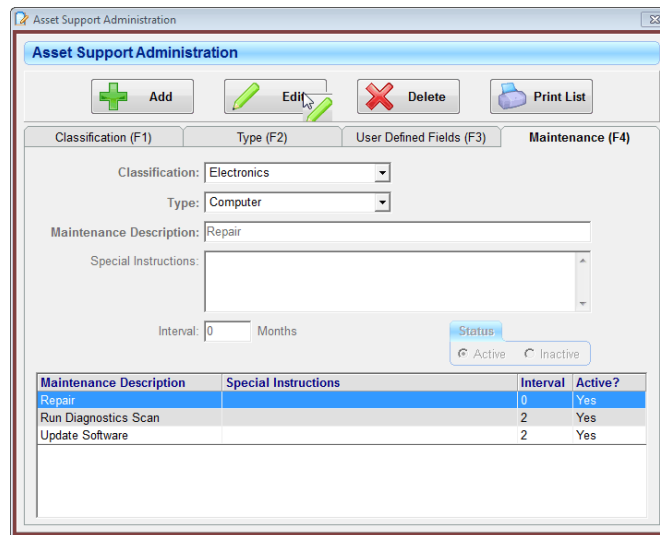 Asset Support Administration
Asset Support Administration
Add Edit Delete Print List
Classification (F1) Type (F2) User Defined Fields (F3) Maintenance (F4)
Classification: Electronics
Type: Computer
Maintenance Description: Repair
Special Instructions:
Interval: 0 Months
Status
Active Inactive
Maintenance Description Special Instructions Interval Active?
Repair 0 Yes
Run Diagnostics Scan 2 Yes
Update Software 2 Yes